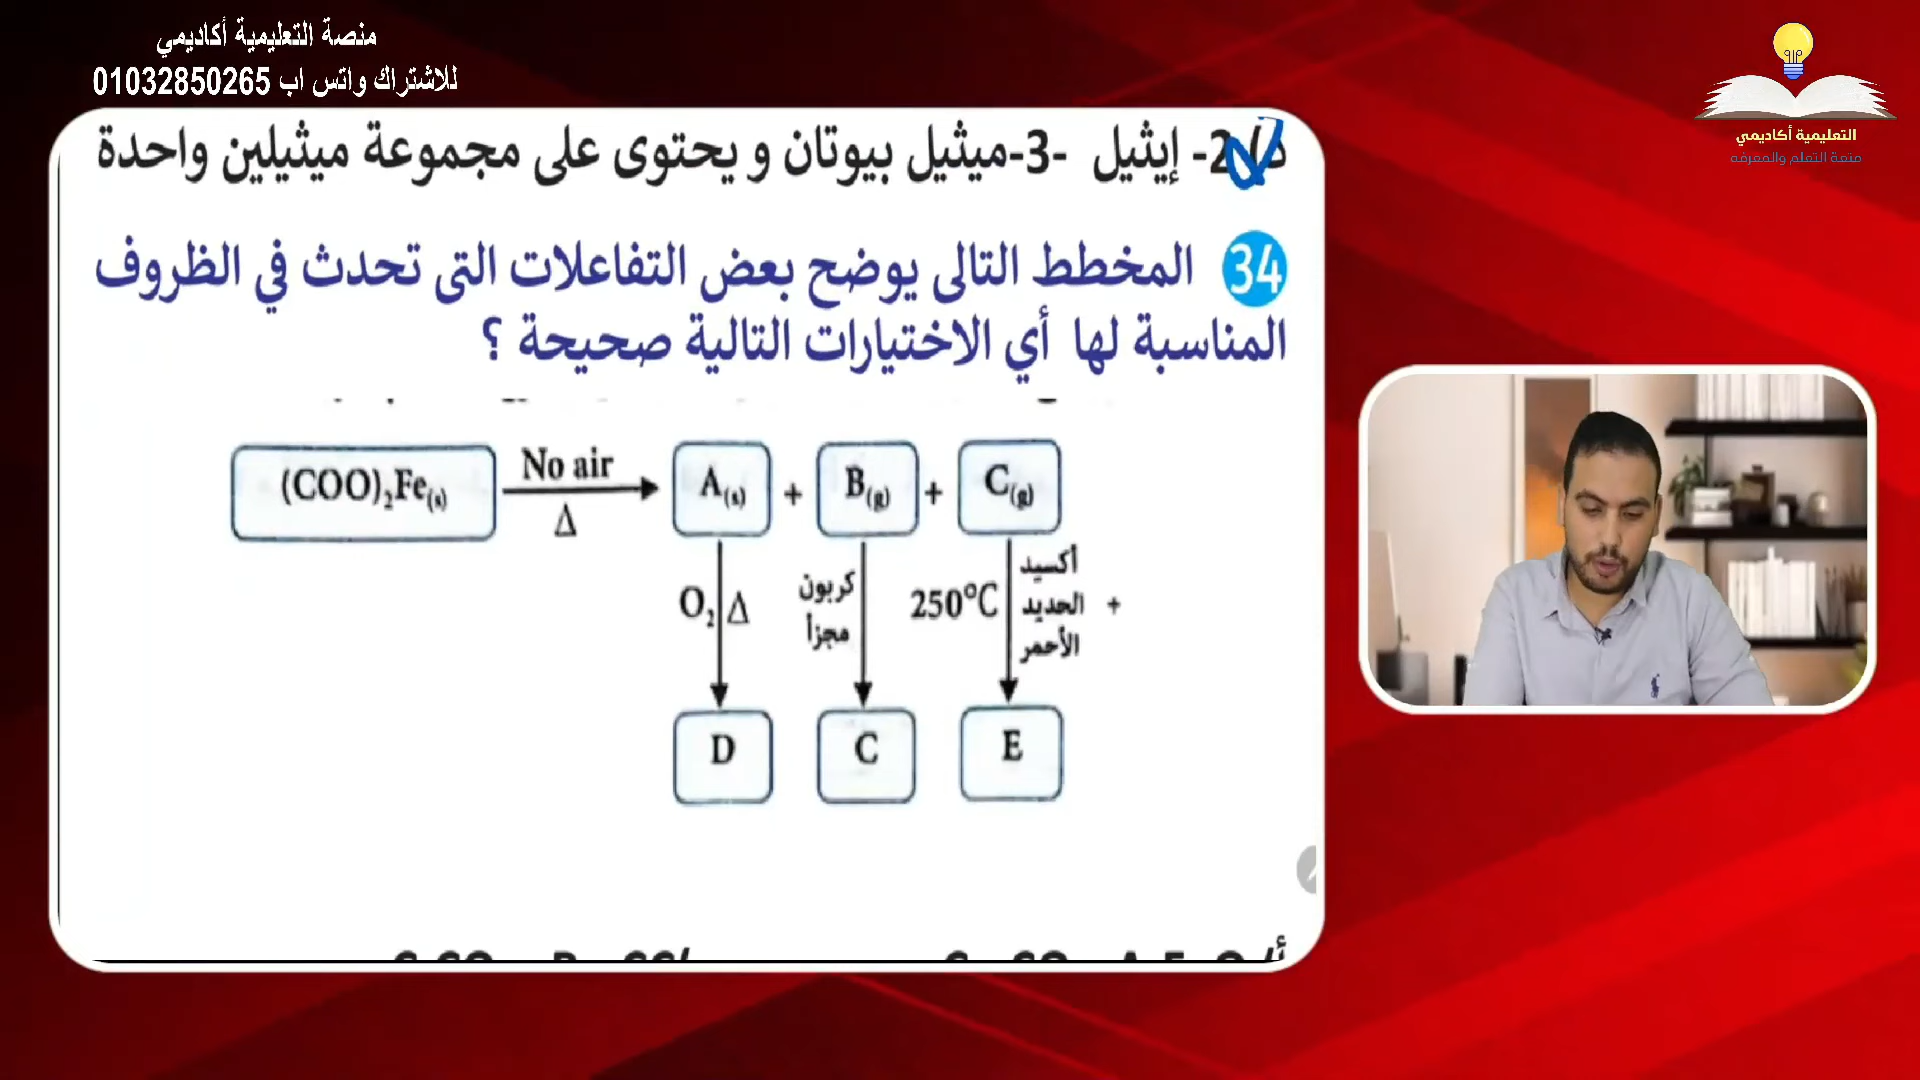 منصة التعليمية أكاديمي
للاشتراك واتس اب 01032850265
التعليمية أكاديمي
متعة التعلم والمعرفه
2- إيثيل -3-ميثيل بيوتان و يحتوى على مجموعة ميثيلين واحدة
34 المخطط التالى يوضح بعض التفاعلات التى تحدث في الظروف
المناسبة لها أي الاختيارات التالية صحيحة ؟
(COO)₂Fe(s) No air Δ A(s) + B(g) + C(g)
O₂ Δ كربون مجزأ 250°C أكسيد الحديد الأحمر +
D C E